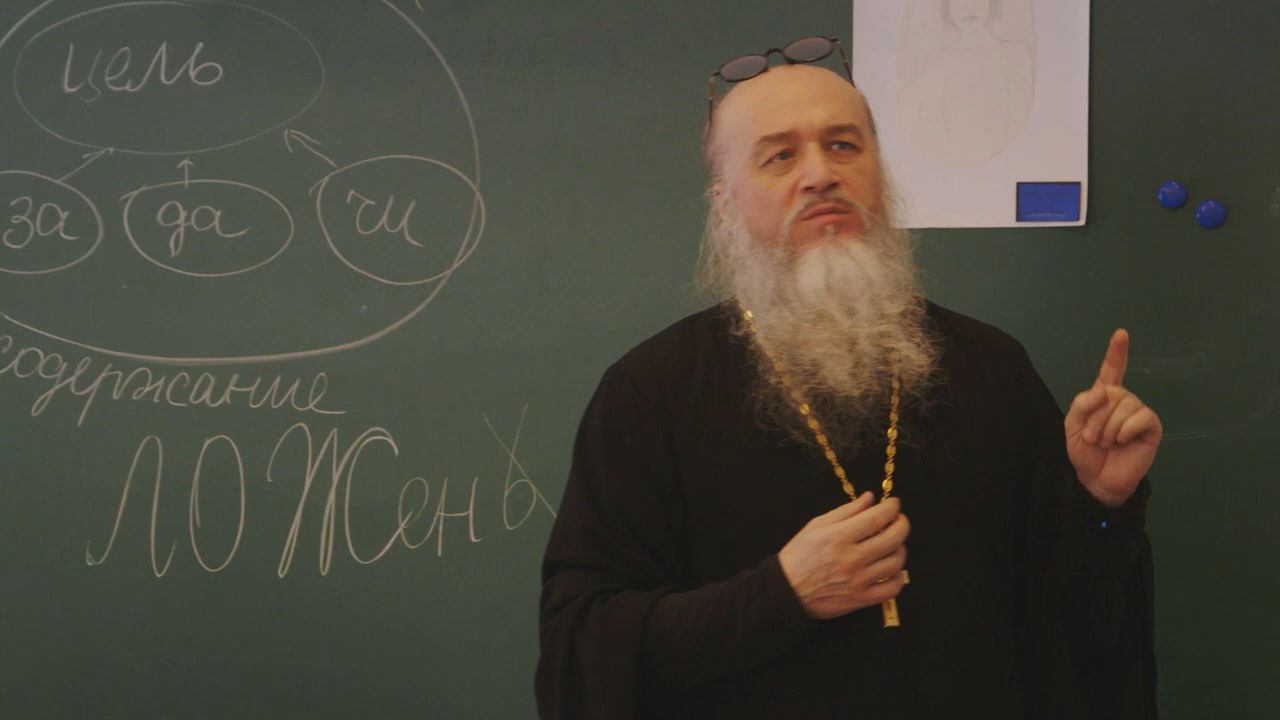 цель
за да чи
содержание
ЛОЖень